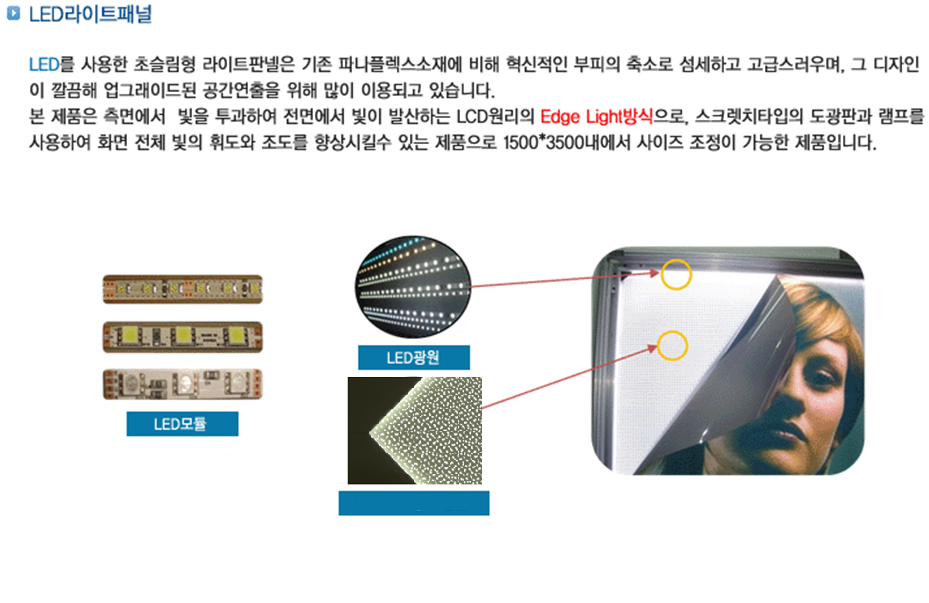 LED라이트패널
LED를 사용한 초슬림형 라이트판넬은 기존 파나플렉스소재에 비해 혁신적인 부피의 축소로 섬세하고 고급스러우며, 그 디자인
이 깔끔해 업그래이드된 공간연출을 위해 많이 이용되고 있습니다.
본 제품은 측면에서 빛을 투과하여 전면에서 빛이 발산하는 LCD원리의 Edge Light방식으로, 스크렛치타입의 도광판과 램프를
사용하여 화면 전체 빛의 휘도와 조도를 향상시킬수 있는 제품으로 1500*3500내에서 사이즈 조정이 가능한 제품입니다.
LED광원
LED모듈